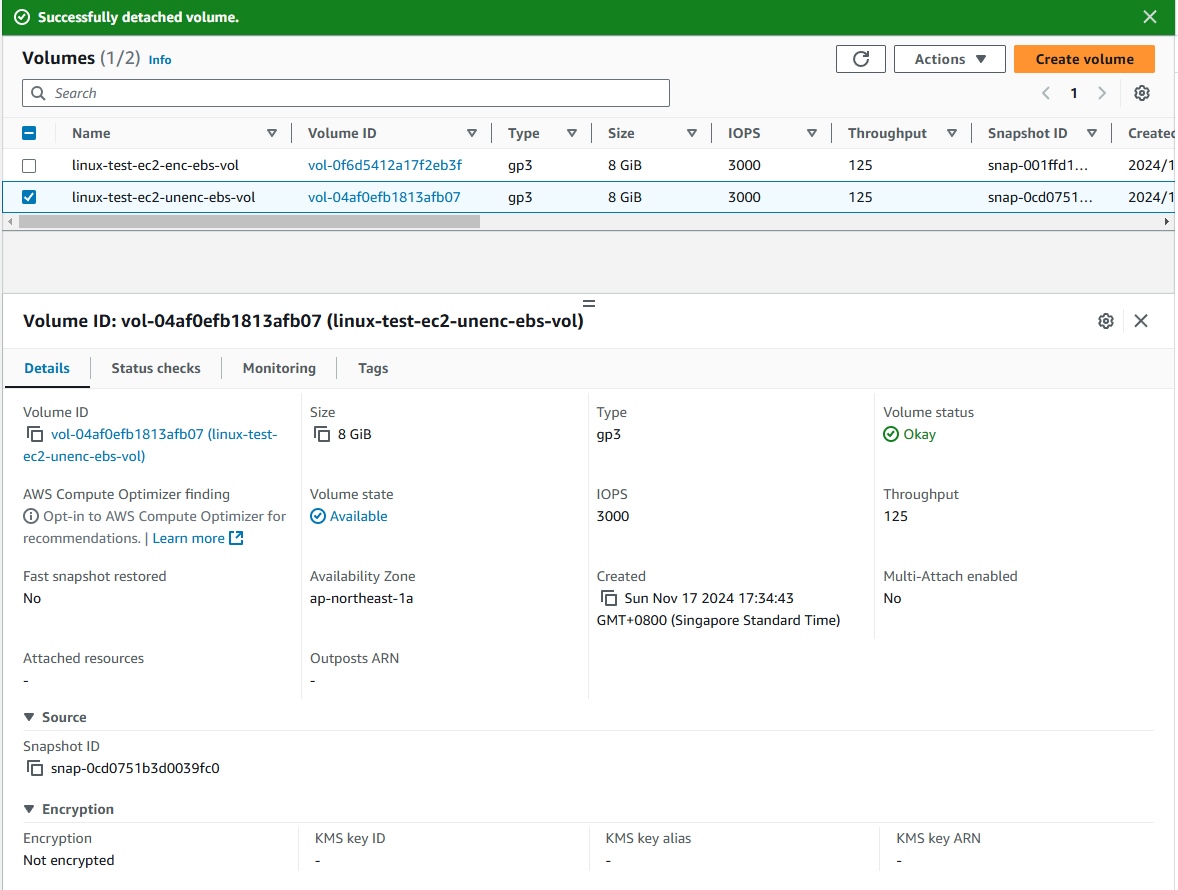 Successfully detached volume.
Volumes (1/2) Info
Actions
Create volume
Search
1
Name Volume ID Type Size IOPS Throughput Snapshot ID Created
linux-test-ec2-enc-ebs-vol vol-0f6d5412a17f2eb3f gp3 8 GiB 3000 125 snap-001ffd1... 2024/1
linux-test-ec2-unenc-ebs-vol vol-04af0efb1813afb07 gp3 8 GiB 3000 125 snap-0cd0751... 2024/1
Volume ID: vol-04af0efb1813afb07 (linux-test-ec2-unenc-ebs-vol)
Details Status checks Monitoring Tags
Volume ID
vol-04af0efb1813afb07 (linux-test-
ec2-unenc-ebs-vol)
Size
8 GiB
Type
gp3
Volume status
Okay
AWS Compute Optimizer finding
Opt-in to AWS Compute Optimizer for
recommendations. | Learn more
Volume state
Available
IOPS
3000
Throughput
125
Fast snapshot restored
No
Availability Zone
ap-northeast-1a
Created
Sun Nov 17 2024 17:34:43
GMT+0800 (Singapore Standard Time)
Multi-Attach enabled
No
Attached resources
-
Outposts ARN
-
Source
Snapshot ID
snap-0cd0751b3d0039fc0
Encryption
Encryption
Not encrypted
KMS key ID
-
KMS key alias
-
KMS key ARN
-